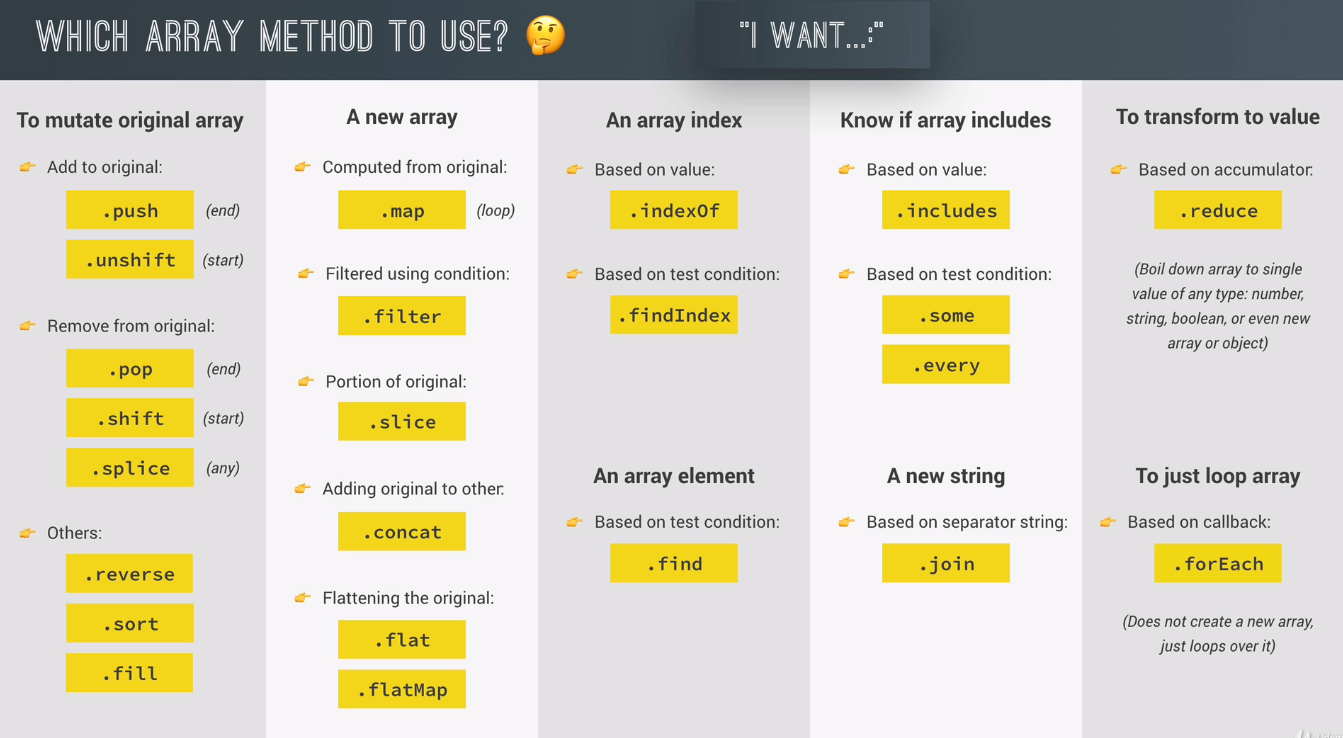 WHICH ARRAY METHOD TO USE? 🤔
"I WANT...:"
To mutate original array
👉 Add to original:
.push (end)
.unshift (start)
👉 Remove from original:
.pop (end)
.shift (start)
.splice (any)
👉 Others:
.reverse
.sort
.fill
A new array
👉 Computed from original:
.map (loop)
👉 Filtered using condition:
.filter
👉 Portion of original:
.slice
👉 Adding original to other:
.concat
👉 Flattening the original:
.flat
.flatMap
An array index
👉 Based on value:
.indexOf
👉 Based on test condition:
.findIndex
An array element
👉 Based on test condition:
.find
Know if array includes
👉 Based on value:
.includes
👉 Based on test condition:
.some
.every
A new string
👉 Based on separator string:
.join
To transform to value
👉 Based on accumulator:
.reduce
(Boil down array to single
value of any type: number,
string, boolean, or even new
array or object)
To just loop array
👉 Based on callback:
.forEach
(Does not create a new array,
just loops over it)